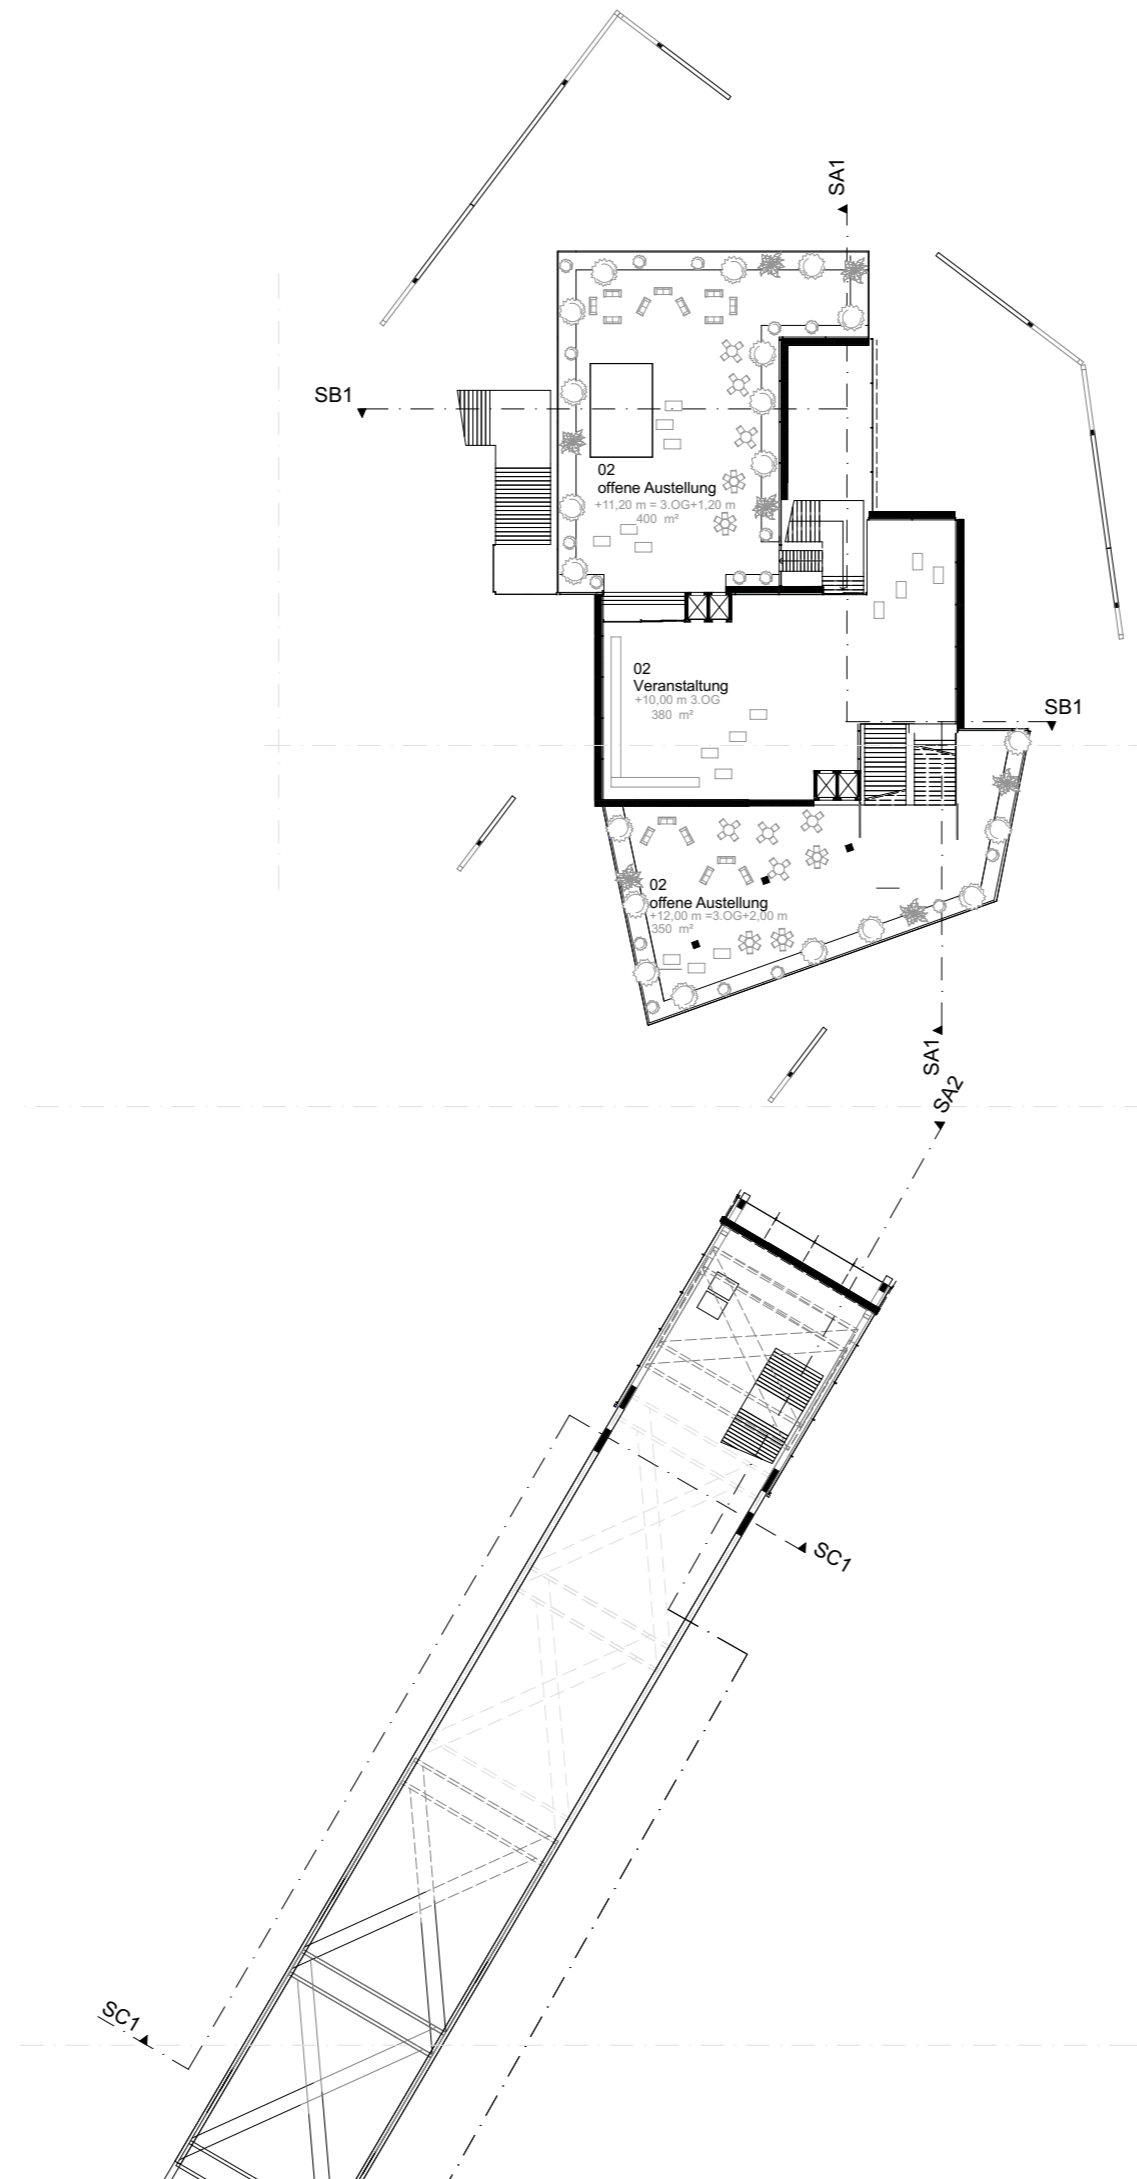 SA1
SB1
02
offene Austellung
+11,20 m = 3.OG+1,20 m
400 m²
02
Veranstaltung
+10,00 m 3.OG
380 m²
SB1
02
offene Austellung
+12,00 m =3.OG+2,00 m
350 m²
SA1
SA2
SC1
SC1